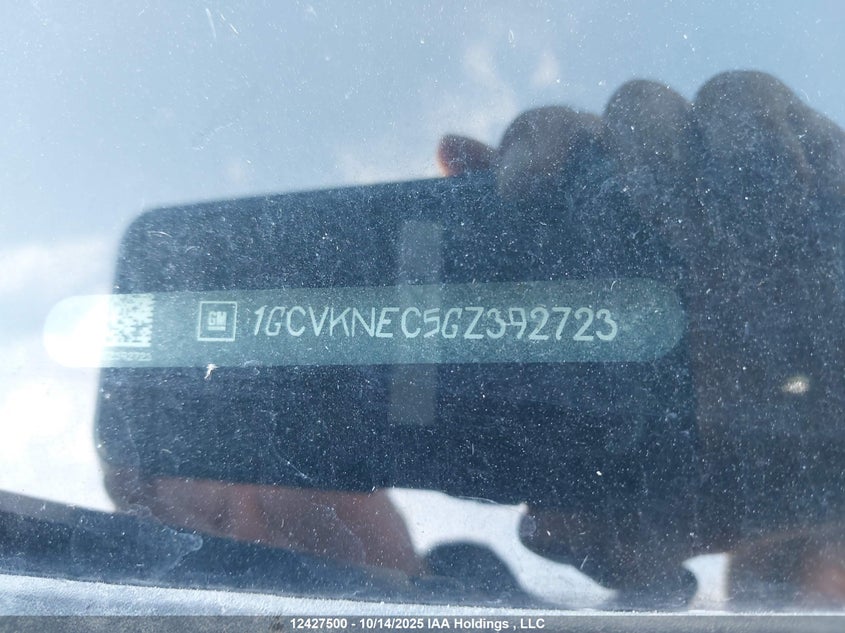 GM 1GCVKNEC5GZ392723
12427500 - 10/14/2025 IAA Holdings , LLC